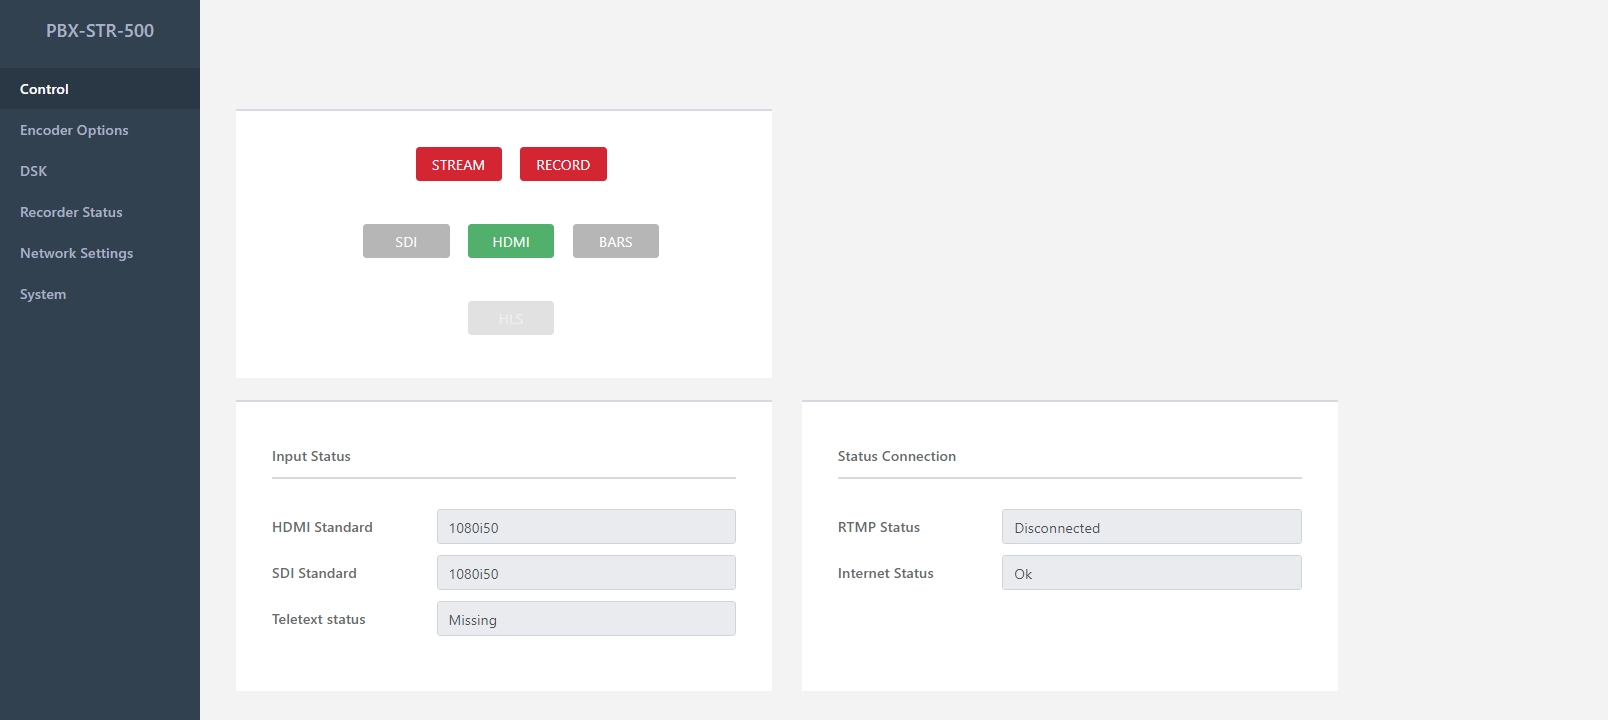 PBX-STR-500
Control
Encoder Options
DSK
Recorder Status
Network Settings
System
STREAM RECORD
SDI HDMI BARS
HLS
Input Status
HDMI Standard 1080i50
SDI Standard 1080i50
Teletext status Missing
Status Connection
RTMP Status Disconnected
Internet Status Ok